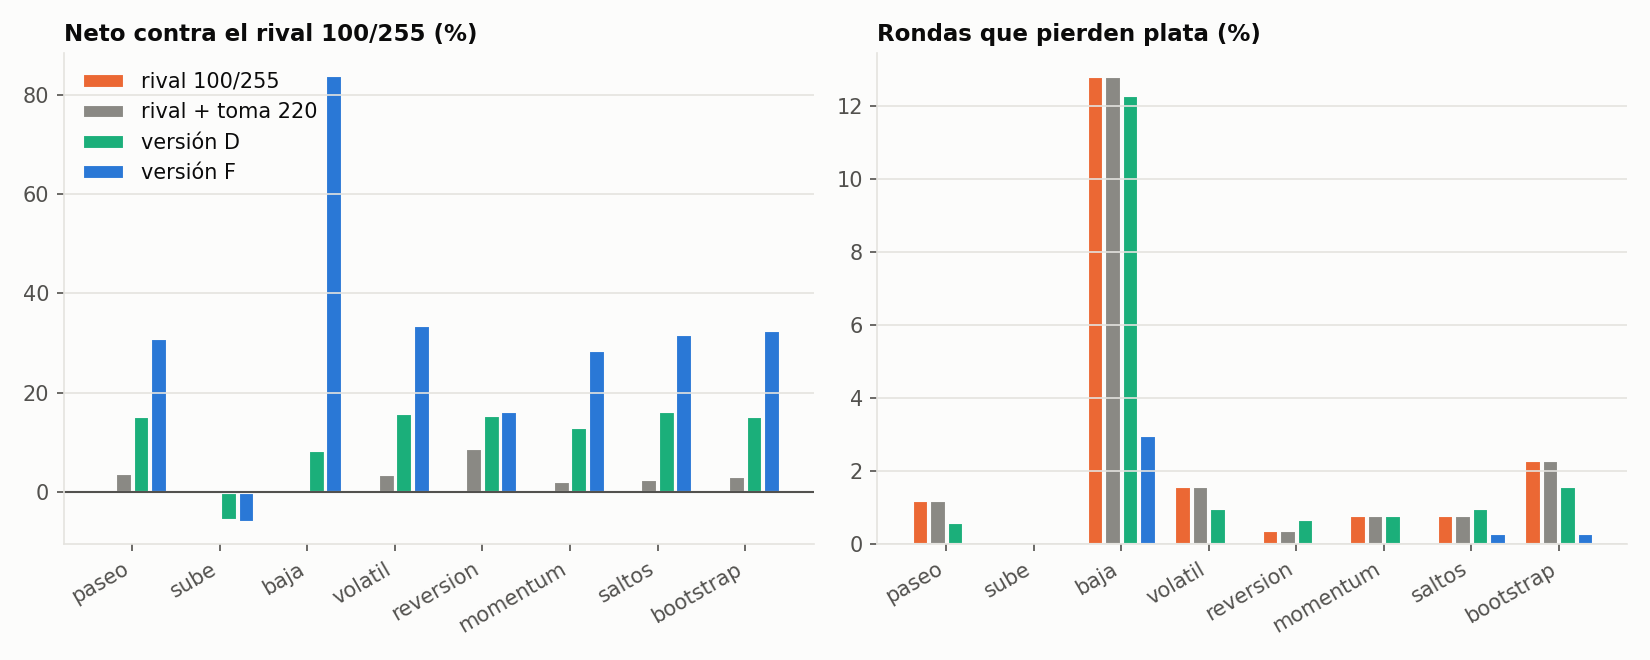 Neto contra el rival 100/255 (%)
rival 100/255
rival + toma 220
versión D
versión F
80
60
40
20
0
paseo
sube
baja
volatil
reversion
momentum
saltos
bootstrap
Rondas que pierden plata (%)
12
10
8
6
4
2
0
paseo
sube
baja
volatil
reversion
momentum
saltos
bootstrap